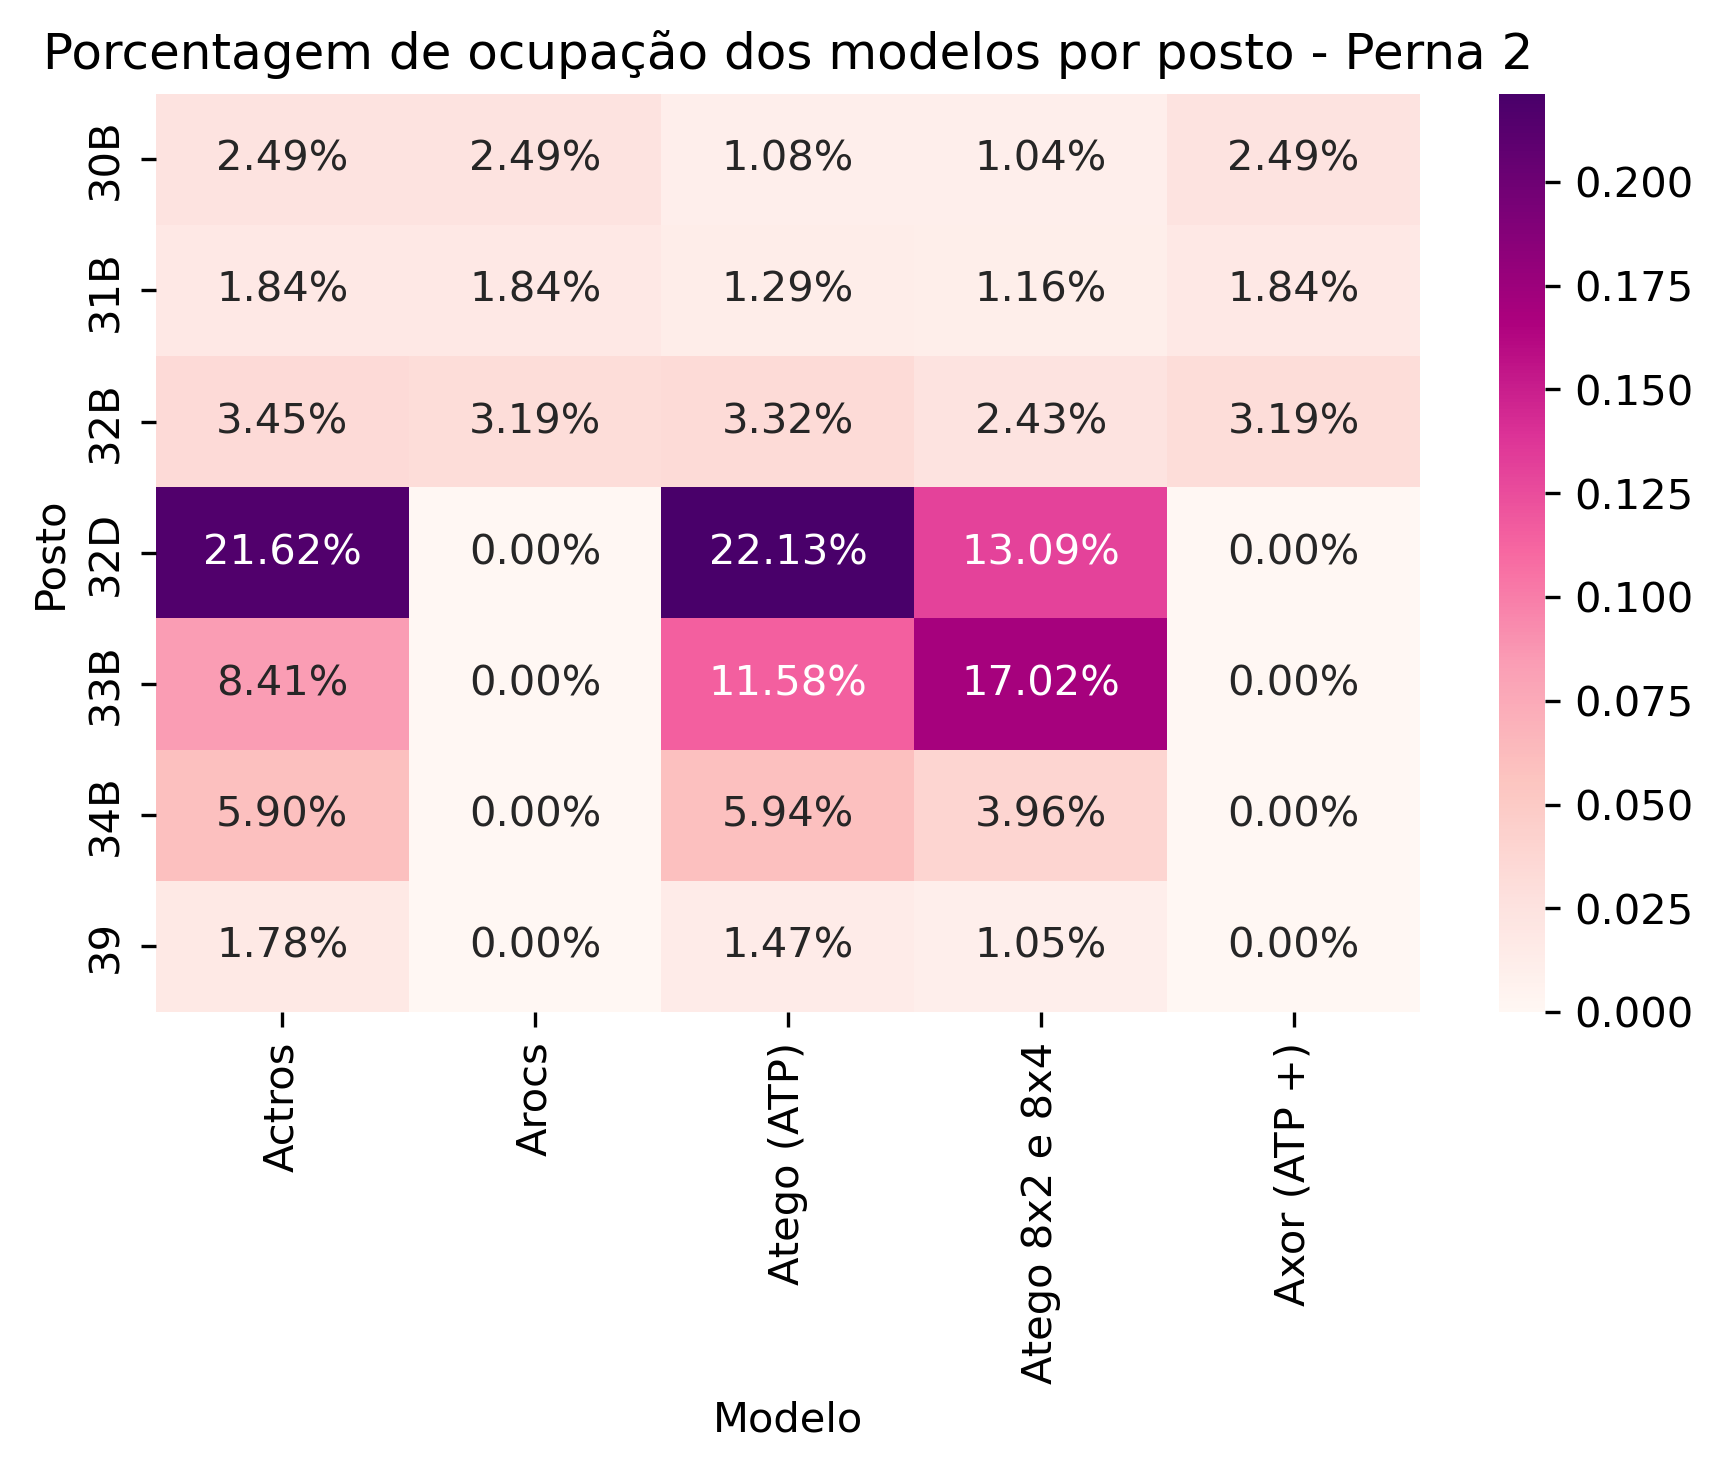 Porcentagem de ocupação dos modelos por posto - Perna 2
Posto
30B 2.49% 2.49% 1.08% 1.04% 2.49%
31B 1.84% 1.84% 1.29% 1.16% 1.84%
32B 3.45% 3.19% 3.32% 2.43% 3.19%
32D 21.62% 0.00% 22.13% 13.09% 0.00%
33B 8.41% 0.00% 11.58% 17.02% 0.00%
34B 5.90% 0.00% 5.94% 3.96% 0.00%
39 1.78% 0.00% 1.47% 1.05% 0.00%
Actros
Arocs
Atego (ATP)
Atego 8x2 e 8x4
Axor (ATP +)
Modelo
0.200
0.175
0.150
0.125
0.100
0.075
0.050
0.025
0.000